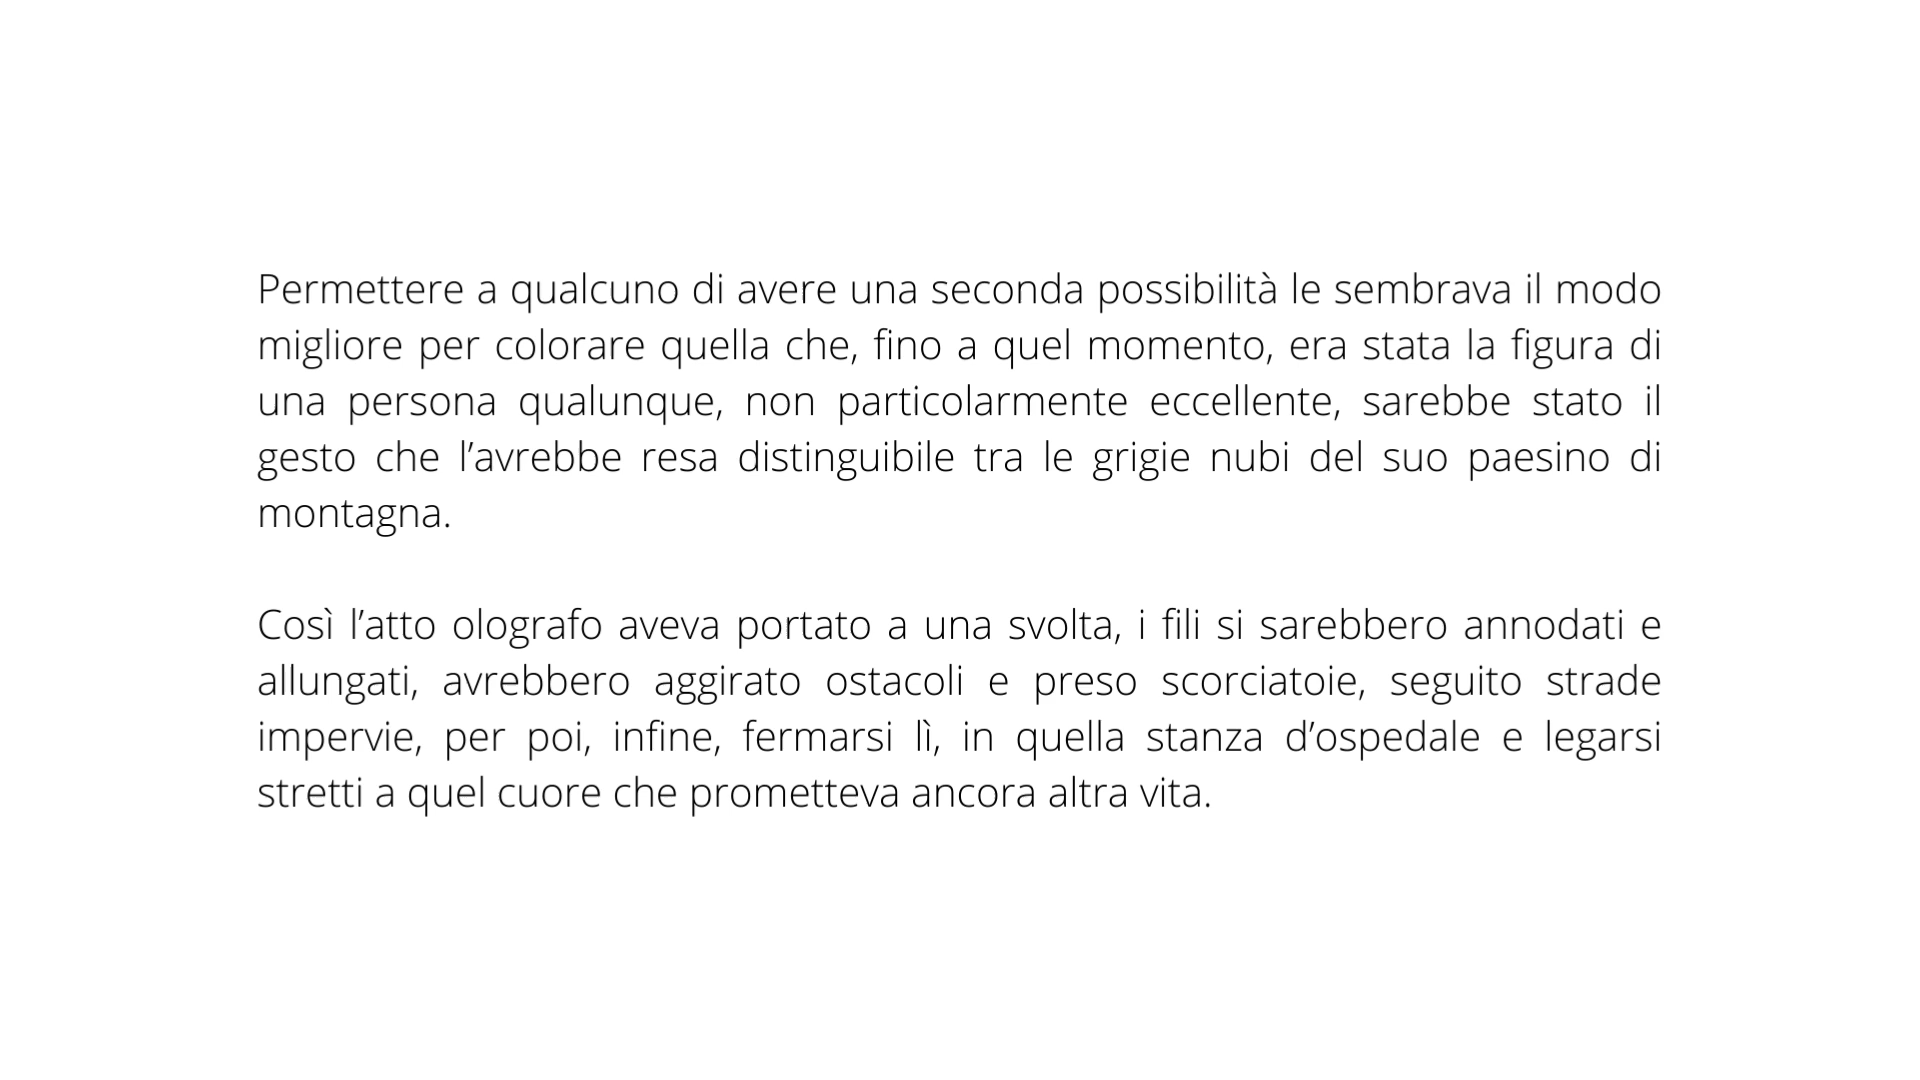 Permettere a qualcuno di avere una seconda possibilità le sembrava il modo
migliore per colorare quella che, fino a quel momento, era stata la figura di
una persona qualunque, non particolarmente eccellente, sarebbe stato il
gesto che l’avrebbe resa distinguibile tra le grigie nubi del suo paesino di
montagna.
Così l’atto olografo aveva portato a una svolta, i fili si sarebbero annodati e
allungati, avrebbero aggirato ostacoli e preso scorciatoie, seguito strade
impervie, per poi, infine, fermarsi lì, in quella stanza d’ospedale e legarsi
stretti a quel cuore che prometteva ancora altra vita.